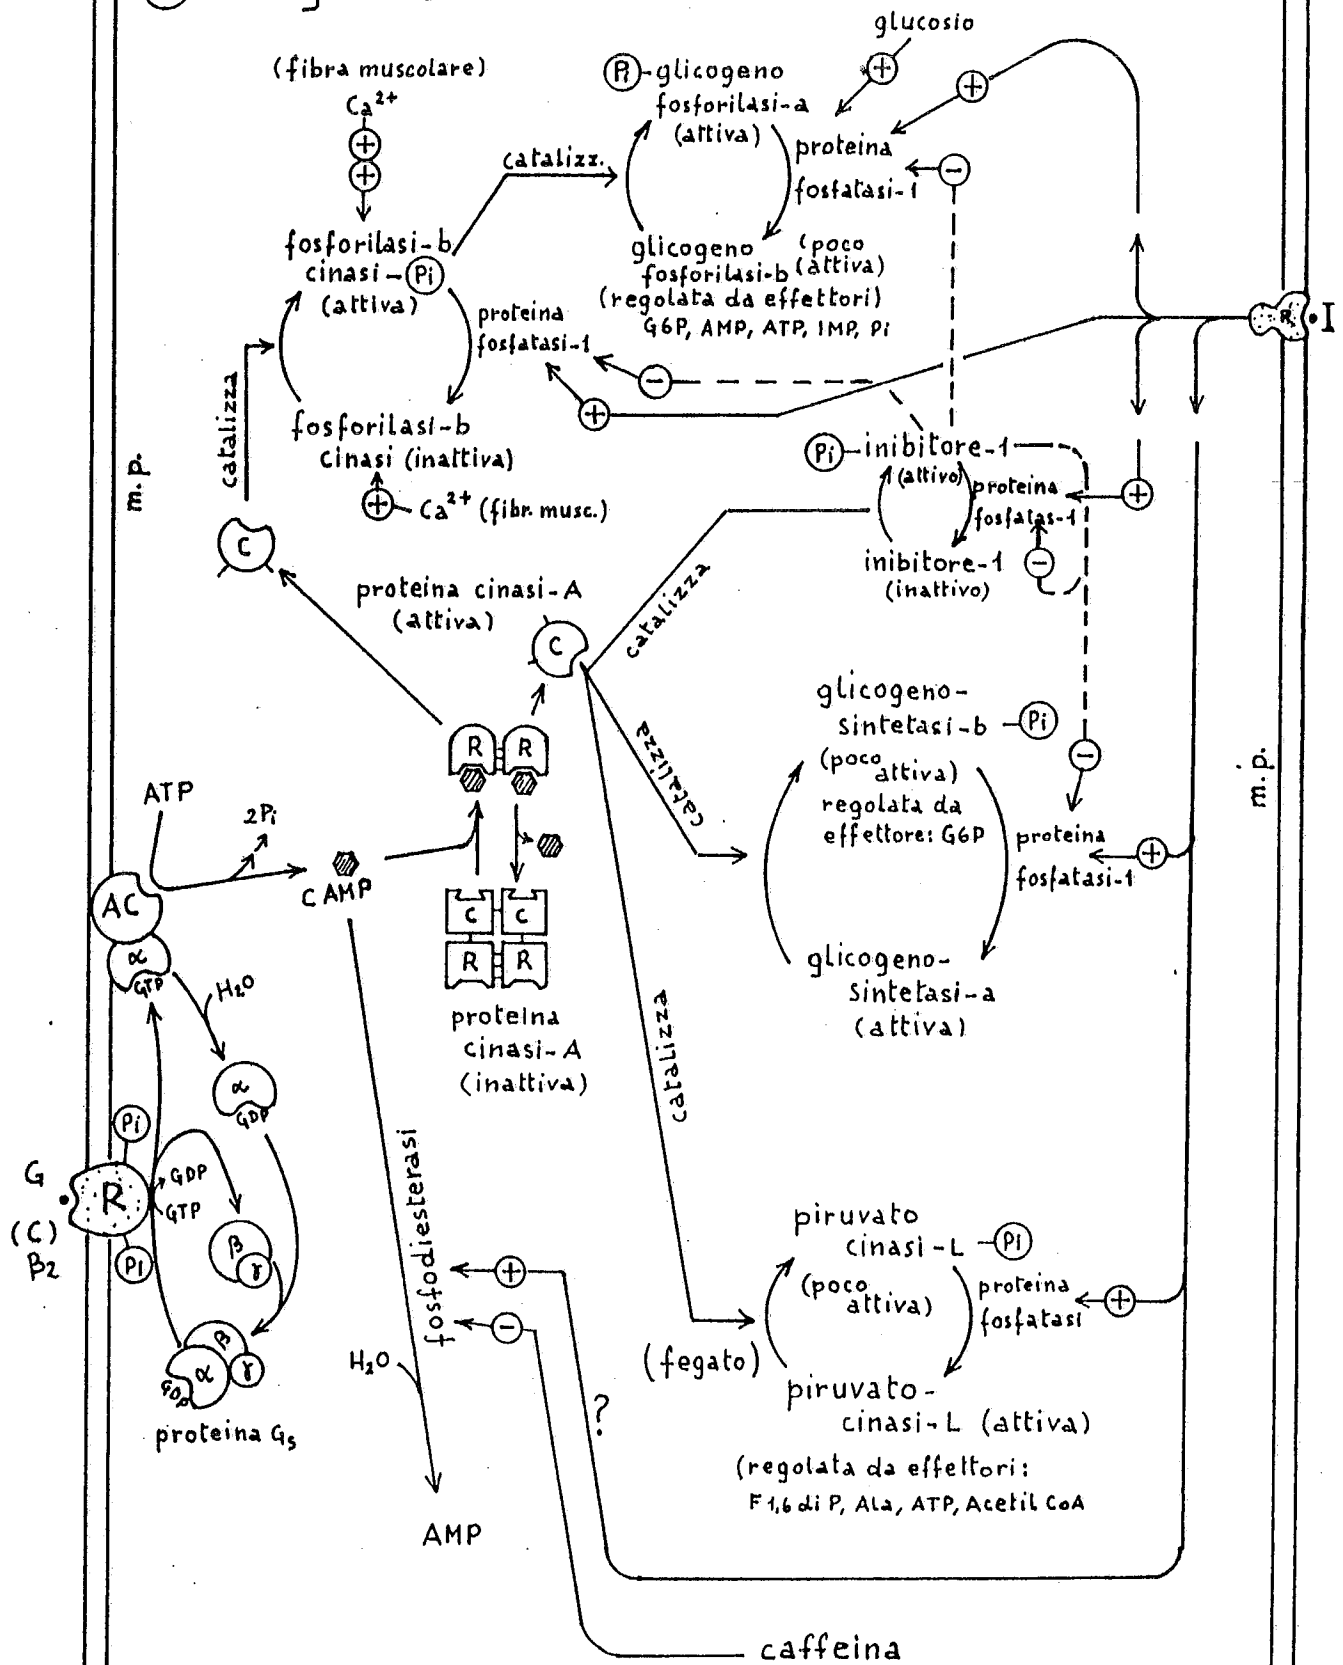 glucosio
(fibra muscolare)
Ca2+
+
+
Pi-glicogeno
fosforilasi-a
(attiva)
+
+
proteina
fosfatasi-1
−
catalizz.
fosforilasi-b
cinasi-Pi
(attiva)
glicogeno
fosforilasi-b
(poco
attiva)
(regolata da effettori)
G6P, AMP, ATP, IMP, Pi
proteina
fosfatasi-1
−
+
R
I
catalizza
fosforilasi-b
cinasi (inattiva)
+
Ca2+ (fibr. musc.)
m.p.
C
Pi-inibitore-1
(attivo)
proteina
fosfatas-1
+
−
inibitore-1
(inattivo)
proteina cinasi-A
(attiva)
C
catalizza
catalizza
glicogeno-
sintetasi-b
Pi
(poco
attiva)
regolata da
effettore: G6P
−
proteina
fosfatasi-1
+
glicogeno-
sintetasi-a
(attiva)
m.p.
R R
ATP
2Pi
cAMP
C C
R R
proteina
cinasi-A
(inattiva)
AC
α
GTP
H2O
α
GDP
catalizza
Pi
G
R
(C)
β2
Pi
GDP
GTP
β
γ
β
α
γ
GDP
proteina Gs
fosfodiesterasi
+
−
H2O
?
AMP
piruvato
cinasi-L
Pi
(poco
attiva)
proteina
fosfatasi
+
(fegato)
piruvato-
cinasi-L (attiva)
(regolata da effettori:
F1,6 di P, Ala, ATP, Acetil CoA
caffeina